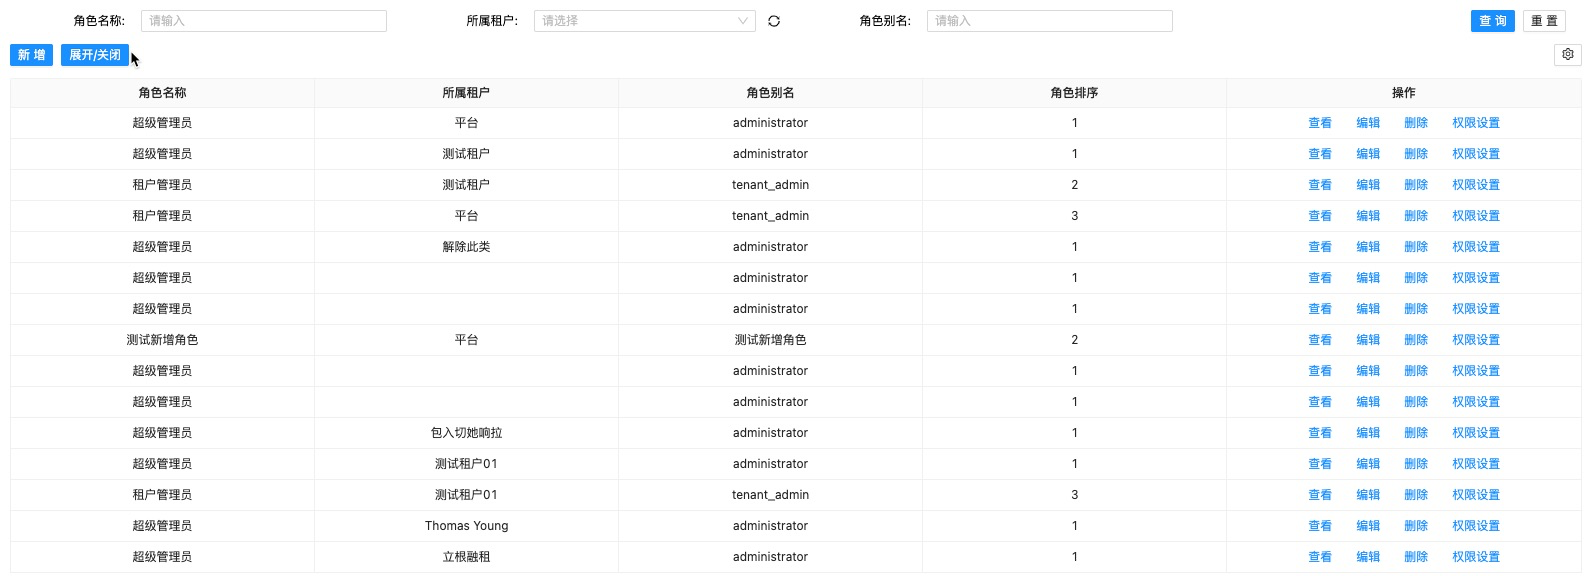 角色名称: 请输入 所属租户: 请选择 角色别名: 请输入 查 询 重 置
新 增 展开/关闭
角色名称 所属租户 角色别名 角色排序 操作
超级管理员 平台 administrator 1 查看 编辑 删除 权限设置
超级管理员 测试租户 administrator 1 查看 编辑 删除 权限设置
租户管理员 测试租户 tenant_admin 2 查看 编辑 删除 权限设置
租户管理员 平台 tenant_admin 3 查看 编辑 删除 权限设置
超级管理员 解除此类 administrator 1 查看 编辑 删除 权限设置
超级管理员 administrator 1 查看 编辑 删除 权限设置
超级管理员 administrator 1 查看 编辑 删除 权限设置
测试新增角色 平台 测试新增角色 2 查看 编辑 删除 权限设置
超级管理员 administrator 1 查看 编辑 删除 权限设置
超级管理员 administrator 1 查看 编辑 删除 权限设置
超级管理员 包入切她响拉 administrator 1 查看 编辑 删除 权限设置
超级管理员 测试租户01 administrator 1 查看 编辑 删除 权限设置
租户管理员 测试租户01 tenant_admin 3 查看 编辑 删除 权限设置
超级管理员 Thomas Young administrator 1 查看 编辑 删除 权限设置
超级管理员 立根融租 administrator 1 查看 编辑 删除 权限设置